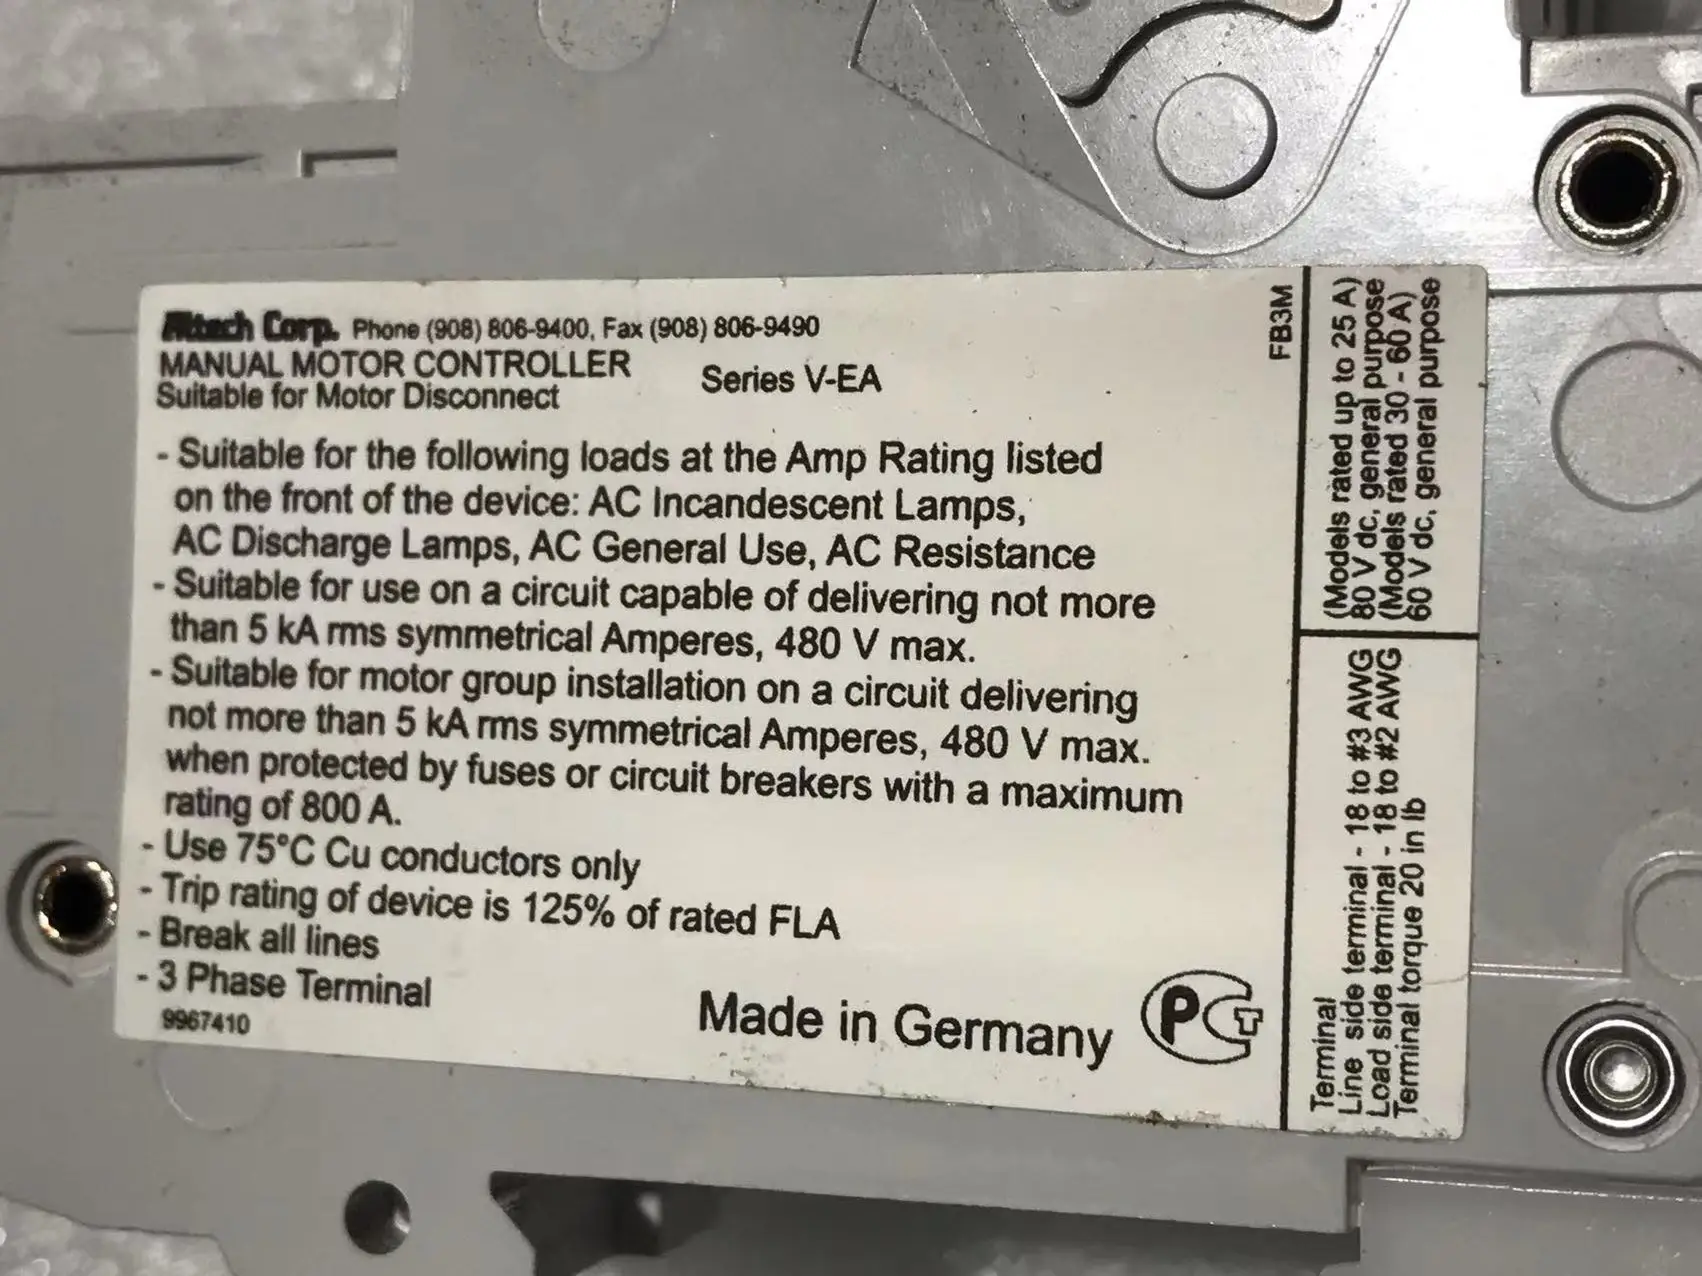 Altech Corp. Phone (908) 806-9400, Fax (908) 806-9490
MANUAL MOTOR CONTROLLER Series V-EA
Suitable for Motor Disconnect
- Suitable for the following loads at the Amp Rating listed
on the front of the device: AC Incandescent Lamps,
AC Discharge Lamps, AC General Use, AC Resistance
- Suitable for use on a circuit capable of delivering not more
than 5 kA rms symmetrical Amperes, 480 V max.
- Suitable for motor group installation on a circuit delivering
not more than 5 kA rms symmetrical Amperes, 480 V max.
when protected by fuses or circuit breakers with a maximum
rating of 800 A.
- Use 75°C Cu conductors only
- Trip rating of device is 125% of rated FLA
- Break all lines
- 3 Phase Terminal
9967410
Made in Germany
PCT
FB3M
(Models rated up to 25 A)
80 V dc, general purpose
(Models rated 30 - 60 A)
60 V dc, general purpose
Terminal
Line side terminal - 18 to #3 AWG
Load side terminal - 18 to #2 AWG
Terminal torque 20 in lb